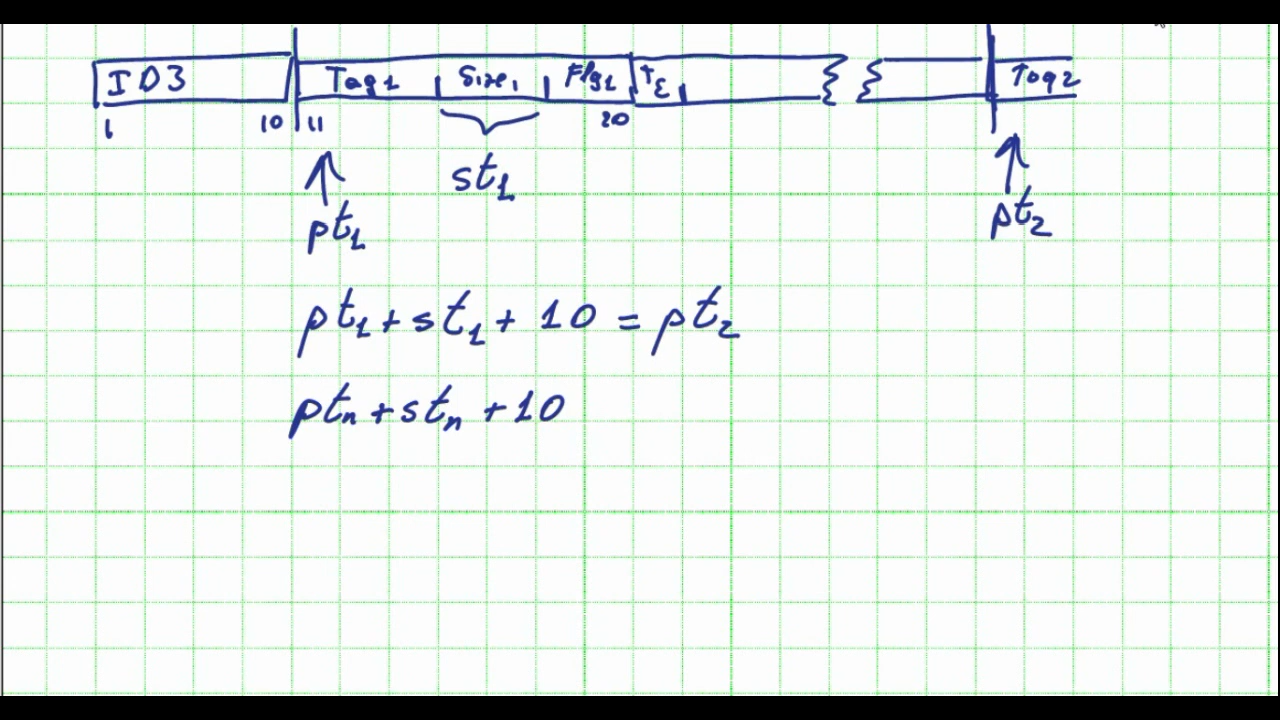 ID3 Tag1 Size1 Flg1 TE Tag2
1 10 11 20
st1
pt1 pt2
pt1 + st1 + 10 = pt2
ptn + stn + 10